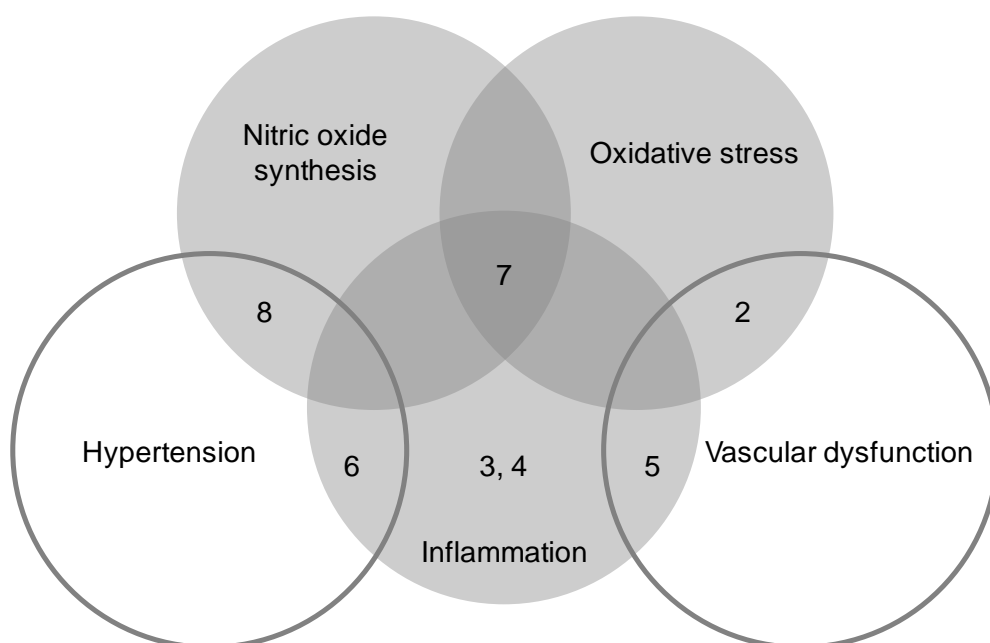 Nitric oxide
synthesis
Oxidative stress
7
8
2
Hypertension
Vascular dysfunction
6
3, 4
5
Inflammation